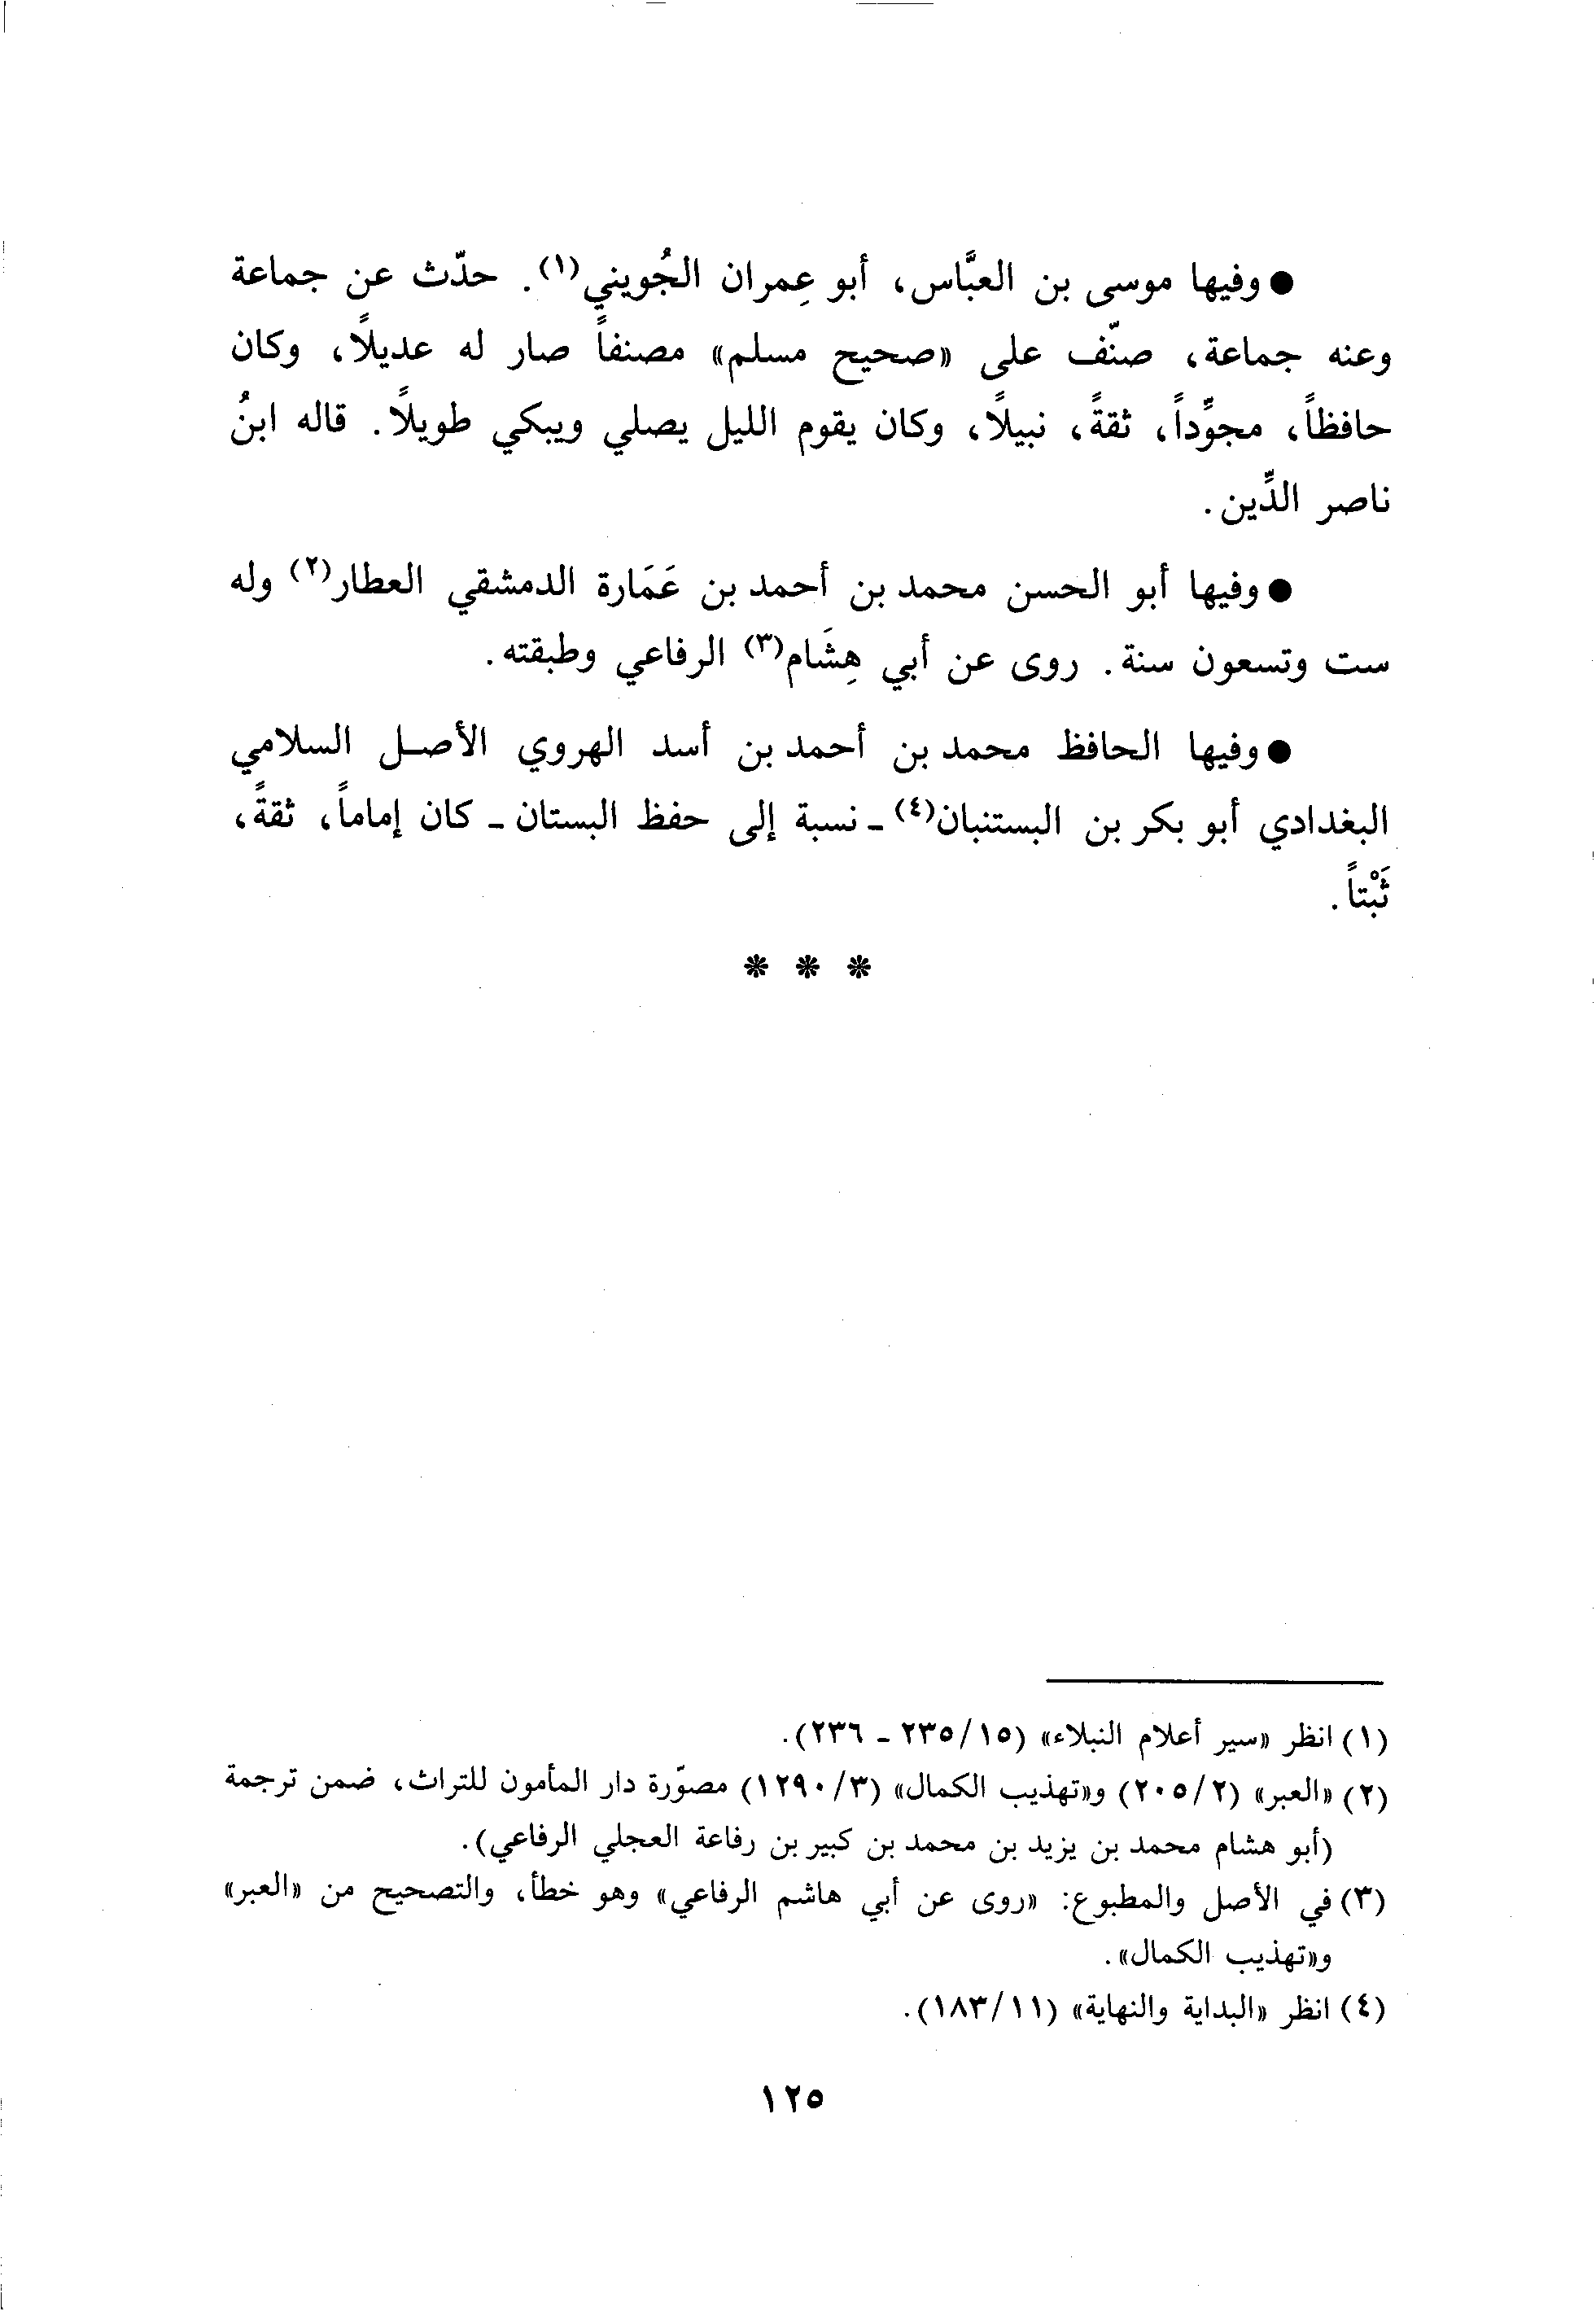 ● وفيها موسى بن العبَّاس، أبو عِمران الجُويني(١). حدّث عن جماعة
وعنه جماعة، صنّف على «صحيح مسلم» مصنفاً صار له عديلاً، وكان
حافظاً، مجوِّداً، ثقةً، نبيلاً، وكان يقوم الليل يصلي ويبكي طويلاً. قاله ابنُ
ناصر الدِّين.
● وفيها أبو الحسن محمد بن أحمد بن عَمَارة الدمشقي العطار(٢) وله
ست وتسعون سنة. روى عن أبي هِشَام(٣) الرفاعي وطبقته.
● وفيها الحافظ محمد بن أحمد بن أسد الهروي الأصل السلامي
البغدادي أبو بكر بن البستنبان(٤) ـ نسبة إلى حفظ البستان ـ كان إماماً، ثقةً،
ثَبْتاً.
* * *
(١) انظر «سير أعلام النبلاء» (١٥/ ٢٣٥ ـ ٢٣٦).
(٢) «العبر» (٢/ ٢٠٥) و«تهذيب الكمال» (٣/ ١٢٩٠) مصوّرة دار المأمون للتراث، ضمن ترجمة
(أبو هشام محمد بن يزيد بن محمد بن كبير بن رفاعة العجلي الرفاعي).
(٣) في الأصل والمطبوع: «روى عن أبي هاشم الرفاعي» وهو خطأ، والتصحيح من «العبر»
و«تهذيب الكمال».
(٤) انظر «البداية والنهاية» (١١/ ١٨٣).
١٢٥